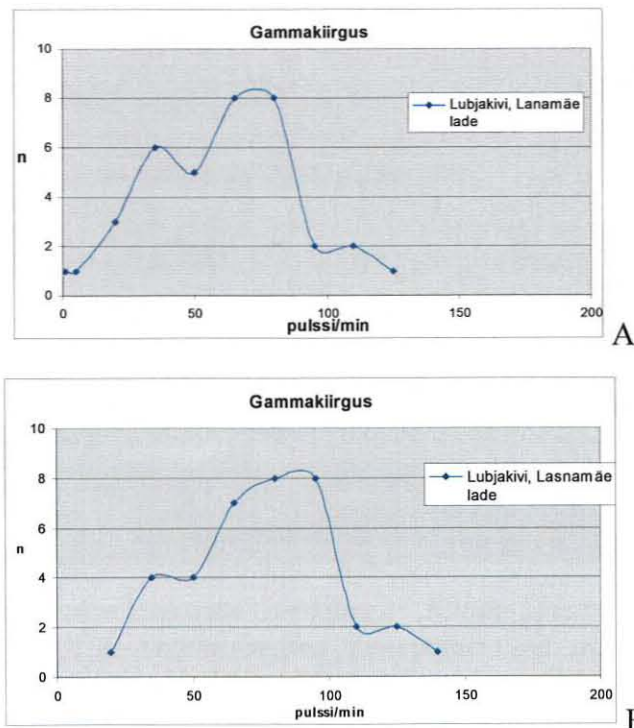 Gammakiirgus
10
8
6
4
2
0
n
Lubjakivi, Lanamäe
lade
0 50 100 150 200
pulssi/min
A
Gammakiirgus
10
8
6
4
2
0
n
Lubjakivi, Lasnamäe
lade
0 50 100 150 200
pulssi/min